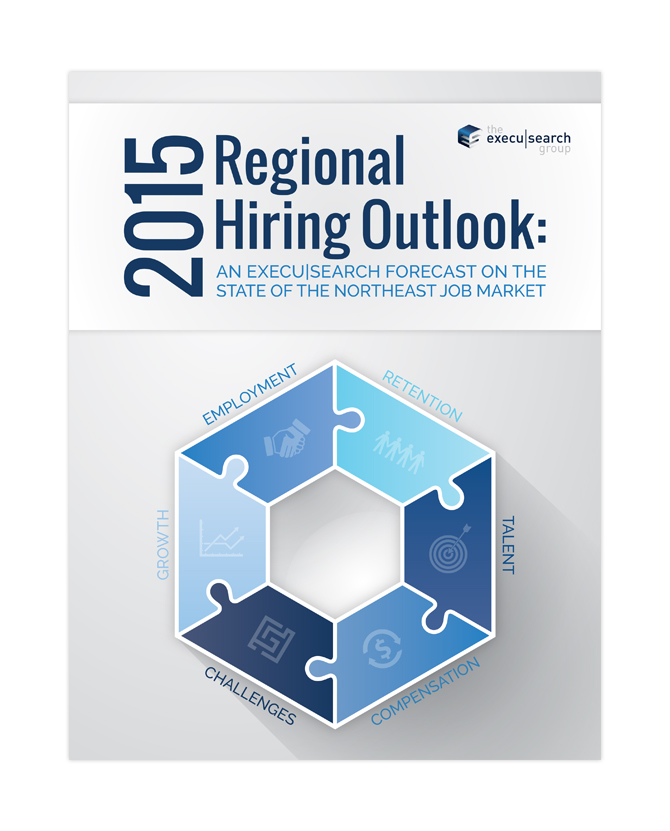 2015
Regional
Hiring Outlook:
AN EXECU|SEARCH FORECAST ON THE
STATE OF THE NORTHEAST JOB MARKET
the
execu|search
group
EMPLOYMENT
RETENTION
GROWTH
TALENT
CHALLENGES
COMPENSATION
$